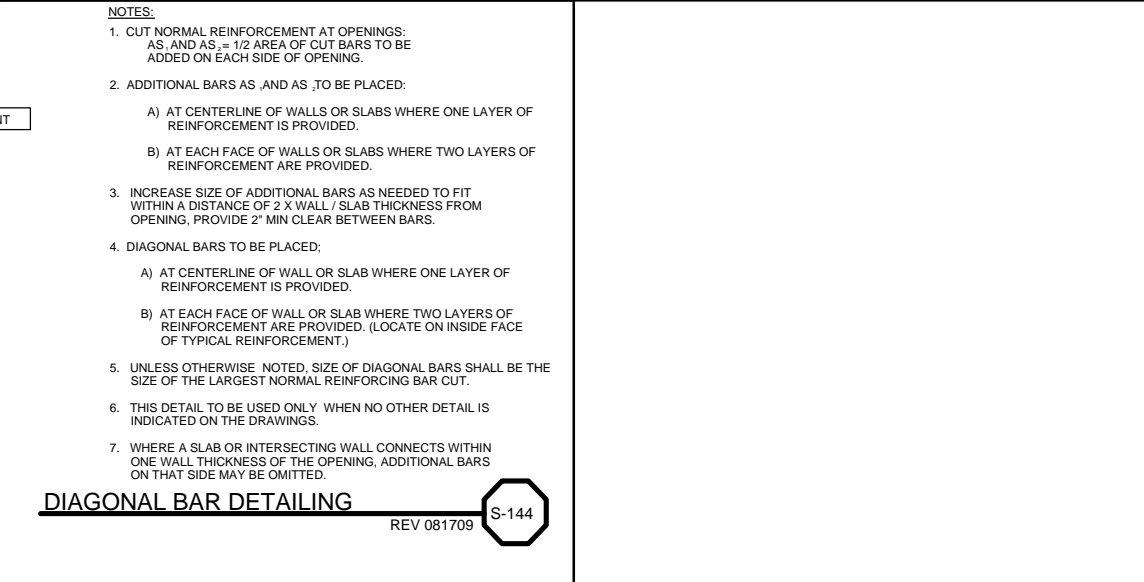 NOTES:
1. CUT NORMAL REINFORCEMENT AT OPENINGS:
AS₁ AND AS₂ = 1/2 AREA OF CUT BARS TO BE
ADDED ON EACH SIDE OF OPENING.
2. ADDITIONAL BARS AS ₁AND AS ₂TO BE PLACED:
A) AT CENTERLINE OF WALLS OR SLABS WHERE ONE LAYER OF
REINFORCEMENT IS PROVIDED.
NT
B) AT EACH FACE OF WALLS OR SLABS WHERE TWO LAYERS OF
REINFORCEMENT ARE PROVIDED.
3. INCREASE SIZE OF ADDITIONAL BARS AS NEEDED TO FIT
WITHIN A DISTANCE OF 2 X WALL / SLAB THICKNESS FROM
OPENING, PROVIDE 2" MIN CLEAR BETWEEN BARS.
4. DIAGONAL BARS TO BE PLACED;
A) AT CENTERLINE OF WALL OR SLAB WHERE ONE LAYER OF
REINFORCEMENT IS PROVIDED.
B) AT EACH FACE OF WALL OR SLAB WHERE TWO LAYERS OF
REINFORCEMENT ARE PROVIDED. (LOCATE ON INSIDE FACE
OF TYPICAL REINFORCEMENT.)
5. UNLESS OTHERWISE NOTED, SIZE OF DIAGONAL BARS SHALL BE THE
SIZE OF THE LARGEST NORMAL REINFORCING BAR CUT.
6. THIS DETAIL TO BE USED ONLY WHEN NO OTHER DETAIL IS
INDICATED ON THE DRAWINGS.
7. WHERE A SLAB OR INTERSECTING WALL CONNECTS WITHIN
ONE WALL THICKNESS OF THE OPENING, ADDITIONAL BARS
ON THAT SIDE MAY BE OMITTED.
DIAGONAL BAR DETAILING
S-144
REV 081709